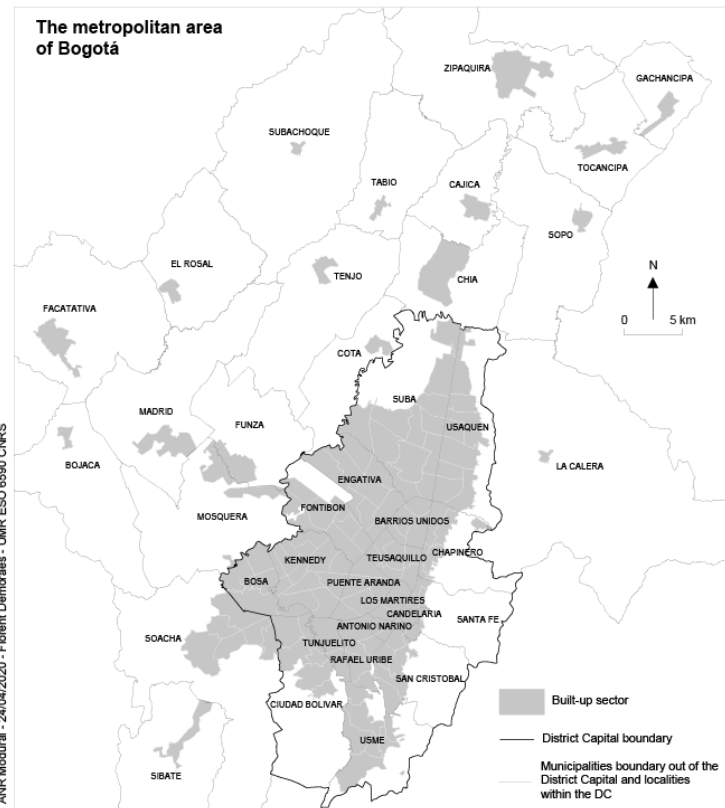 The metropolitan area
of Bogotá
ZIPAQUIRA
GACHANCIPA
SUBACHOQUE
TOCANCIPA
TABIO
CAJICA
SOPO
EL ROSAL
TENJO
CHIA
N
0 5 km
FACATATIVA
COTA
SUBA
MADRID
FUNZA
USAQUEN
BOJACA
LA CALERA
ENGATIVA
MOSQUERA
FONTIBON
BARRIOS UNIDOS
CHAPINERO
KENNEDY
TEUSAQUILLO
BOSA
PUENTE ARANDA
LOS MARTIRES
CANDELARIA
SANTA FE
ANTONIO NARINO
SOACHA
TUNJUELITO
RAFAEL URIBE
SAN CRISTOBAL
CIUDAD BOLIVAR
USME
SIBATE
Built-up sector
District Capital boundary
Municipalities boundary out of the
District Capital and localities
within the DC
ANR Modural - 24/04/2020 - Florent Demoraes - UMR ESO 6590 CNRS